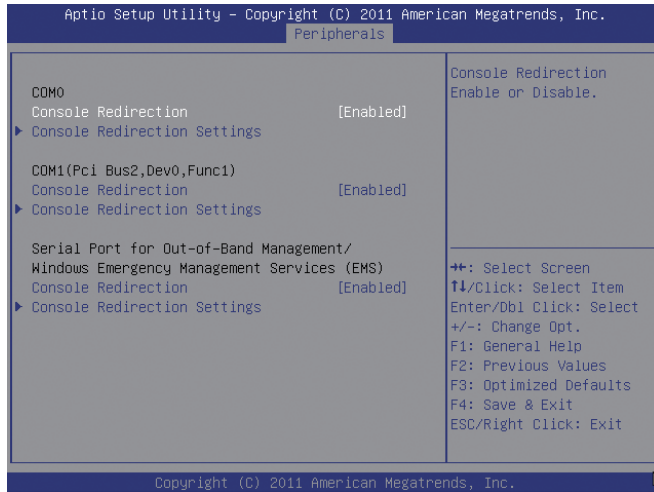 Aptio Setup Utility – Copyright (C) 2011 American Megatrends, Inc.
Peripherals
COM0
Console Redirection [Enabled]
▶ Console Redirection Settings
COM1(Pci Bus2,Dev0,Func1)
Console Redirection [Enabled]
▶ Console Redirection Settings
Serial Port for Out–of–Band Management/
Windows Emergency Management Services (EMS)
Console Redirection [Enabled]
▶ Console Redirection Settings
Console Redirection
Enable or Disable.
→←: Select Screen
↑↓/Click: Select Item
Enter/Dbl Click: Select
+/–: Change Opt.
F1: General Help
F2: Previous Values
F3: Optimized Defaults
F4: Save & Exit
ESC/Right Click: Exit
Copyright (C) 2011 American Megatrends, Inc.